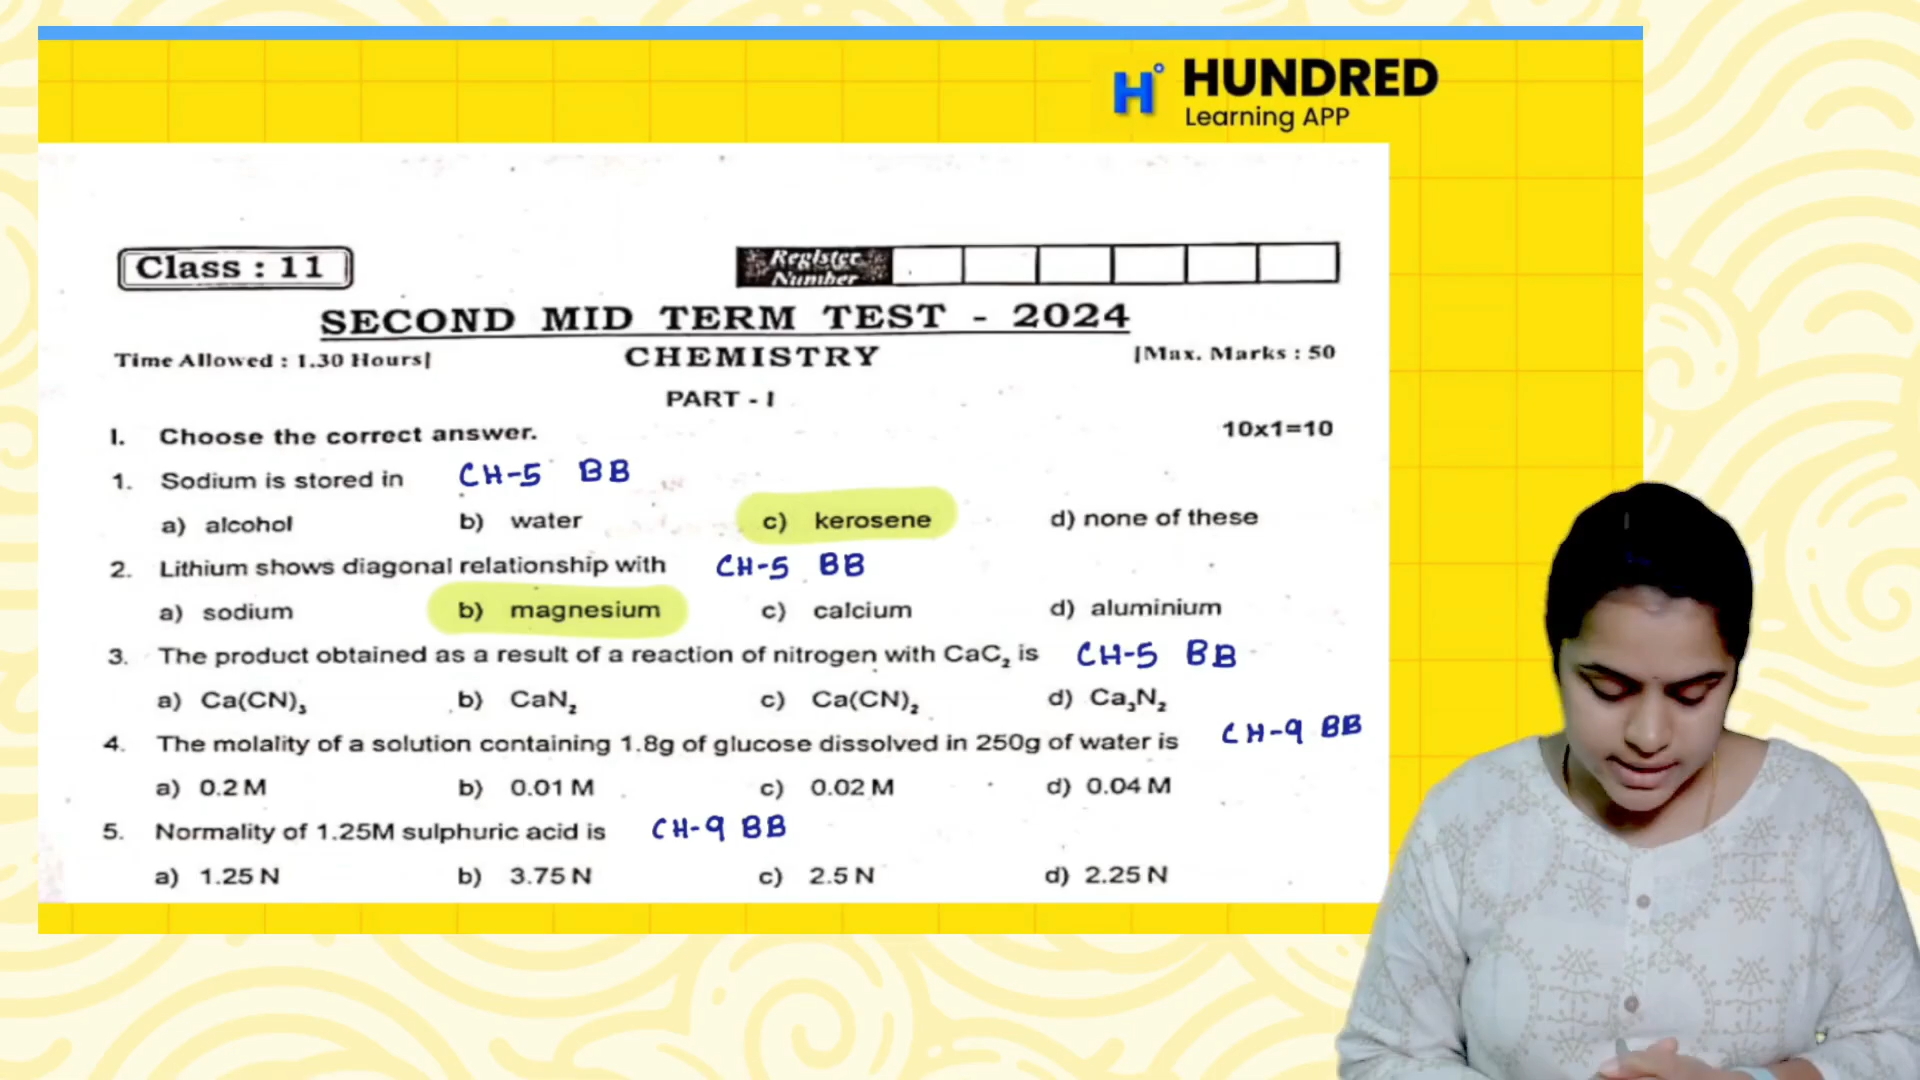 H° HUNDRED
Learning APP
Class : 11
Register
Number
SECOND MID TERM TEST - 2024
Time Allowed : 1.30 Hours]
CHEMISTRY
[Max. Marks : 50
PART - I
I. Choose the correct answer. 10x1=10
1. Sodium is stored in CH-5 BB
a) alcohol b) water c) kerosene d) none of these
2. Lithium shows diagonal relationship with CH-5 BB
a) sodium b) magnesium c) calcium d) aluminium
3. The product obtained as a result of a reaction of nitrogen with CaC₂ is CH-5 BB
a) Ca(CN)₃ b) CaN₂ c) Ca(CN)₂ d) Ca₃N₂
4. The molality of a solution containing 1.8g of glucose dissolved in 250g of water is CH-9 BB
a) 0.2 M b) 0.01 M c) 0.02 M d) 0.04 M
5. Normality of 1.25M sulphuric acid is CH-9 BB
a) 1.25 N b) 3.75 N c) 2.5 N d) 2.25 N